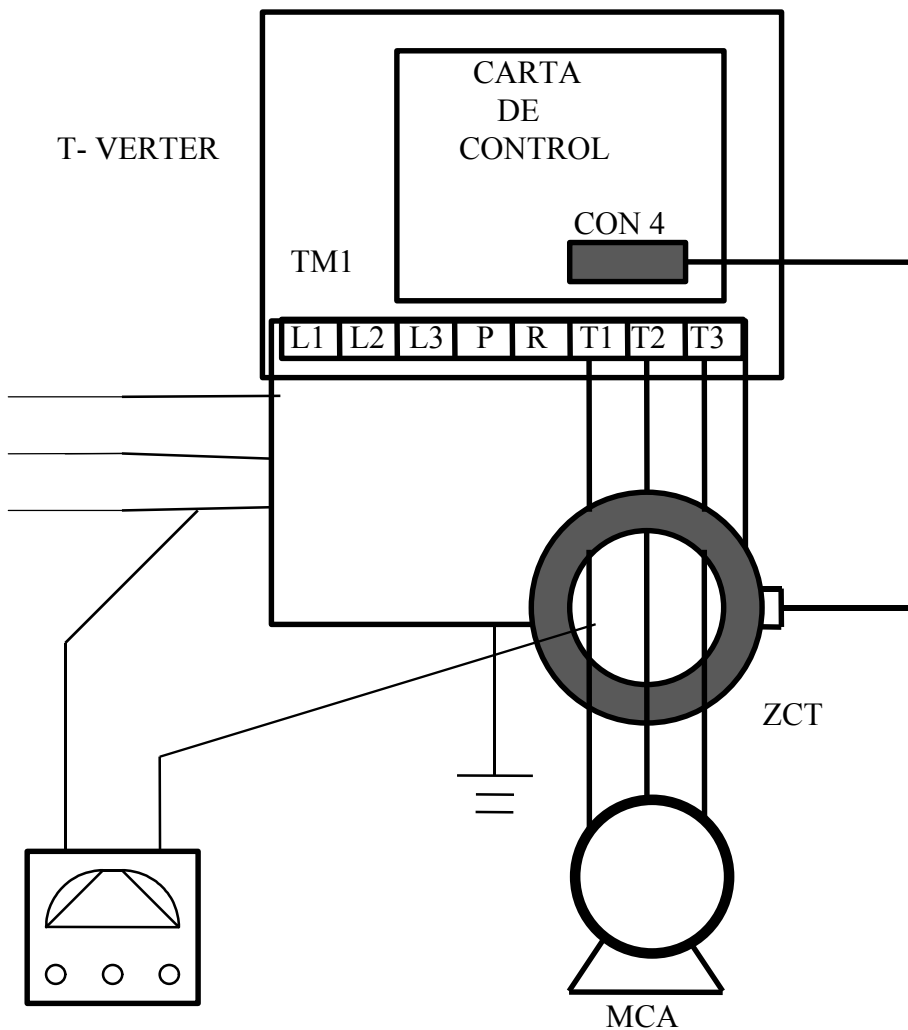 CARTA
DE
CONTROL
T- VERTER
CON 4
TM1
L1 L2 L3 P R T1 T2 T3
ZCT
MCA